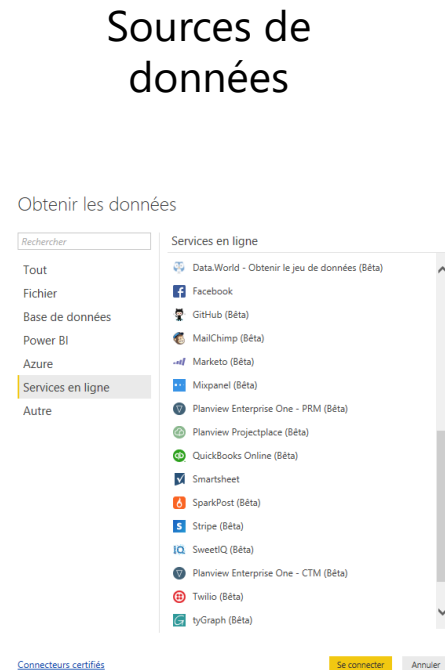 Sources de
données
Obtenir les données
Rechercher
Tout
Fichier
Base de données
Power BI
Azure
Services en ligne
Autre
Services en ligne
Data.World - Obtenir le jeu de données (Bêta)
Facebook
GitHub (Bêta)
MailChimp (Bêta)
Marketo (Bêta)
Mixpanel (Bêta)
Planview Enterprise One - PRM (Bêta)
Planview Projectplace (Bêta)
QuickBooks Online (Bêta)
Smartsheet
SparkPost (Bêta)
Stripe (Bêta)
SweetIQ (Bêta)
Planview Enterprise One - CTM (Bêta)
Twilio (Bêta)
tyGraph (Bêta)
Connecteurs certifiés
Se connecter
Annuler